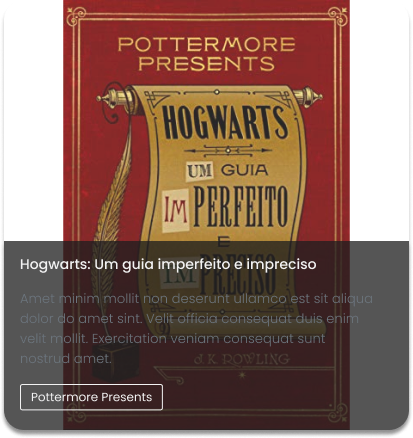 POTTERMORE
PRESENTS
HOGWARTS
UM GUIA
IMPERFEITO
E
IMPRECISO
Hogwarts: Um guia imperfeito e impreciso
Amet minim mollit non deserunt ullamco est sit aliqua
dolor do amet sint. Velit officia consequat duis enim
velit mollit. Exercitation veniam consequat sunt
nostrud amet.
J.K. ROWLING
Pottermore Presents